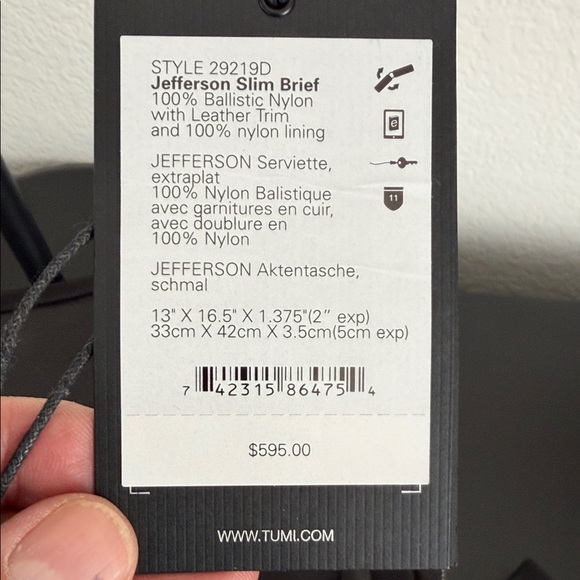 STYLE 29219D
Jefferson Slim Brief
100% Ballistic Nylon
with Leather Trim
and 100% nylon lining
e
11
JEFFERSON Serviette,
extraplat
100% Nylon Balistique
avec garnitures en cuir,
avec doublure en
100% Nylon
JEFFERSON Aktentasche,
schmal
13" X 16.5" X 1.375"(2" exp)
33cm X 42cm X 3.5cm(5cm exp)
7 42315 86475 4
$595.00
WWW.TUMI.COM